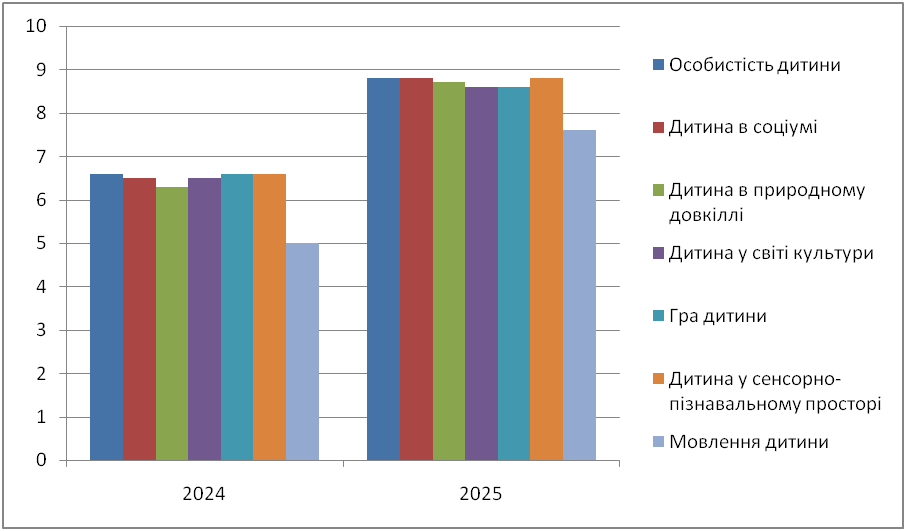 10
9
8
7
6
5
4
3
2
1
0
2024
2025
Особистість дитини
Дитина в соціумі
Дитина в природному
довкіллі
Дитина у світі культури
Гра дитини
Дитина у сенсорно-
пізнавальному просторі
Мовлення дитини